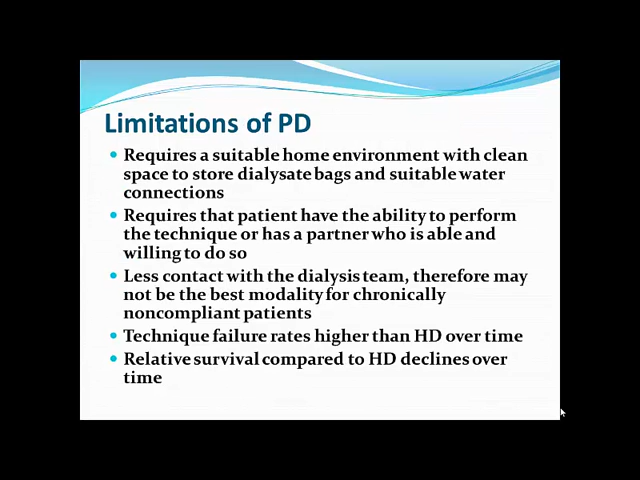 Limitations of PD
• Requires a suitable home environment with clean
space to store dialysate bags and suitable water
connections
• Requires that patient have the ability to perform
the technique or has a partner who is able and
willing to do so
• Less contact with the dialysis team, therefore may
not be the best modality for chronically
noncompliant patients
• Technique failure rates higher than HD over time
• Relative survival compared to HD declines over
time